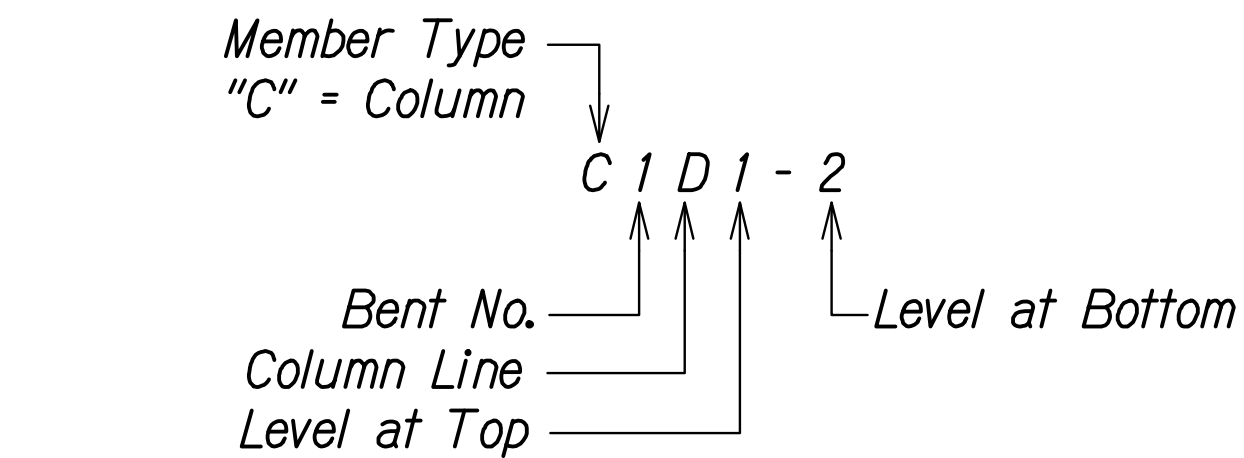 Member Type
"C" = Column
C 1 D 1 - 2
Bent No.
Level at Bottom
Column Line
Level at Top